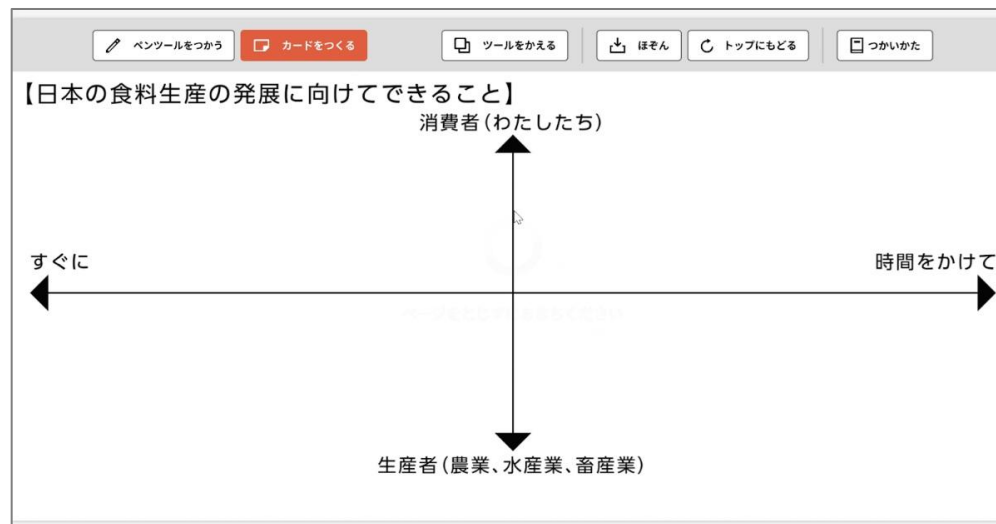 ペンツールをつかう カードをつくる ツールをかえる ほぞん トップにもどる つかいかた
【日本の食料生産の発展に向けてできること】
消費者(わたしたち)
すぐに 時間をかけて
生産者(農業、水産業、畜産業)